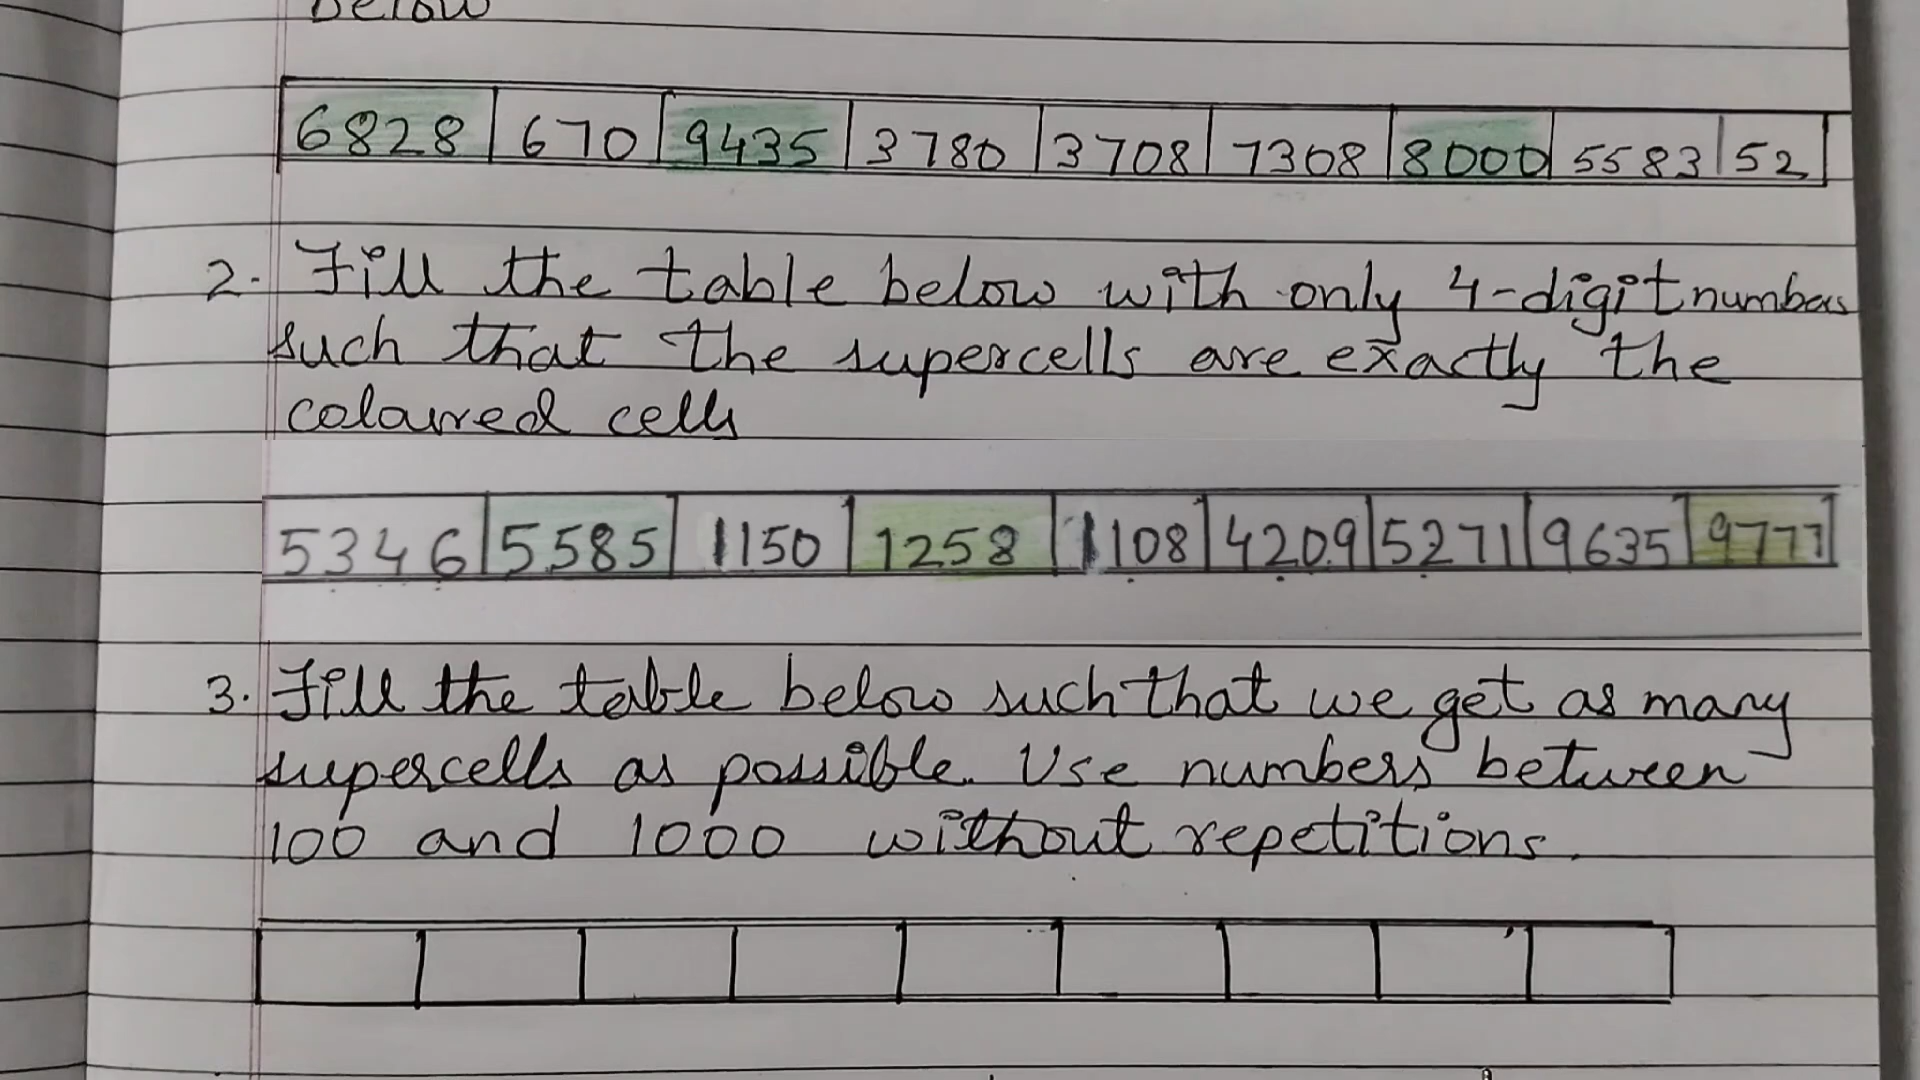 Below
6828 670 9435 3780 3708 7308 8000 5583 52
2. Fill the table below with only 4-digit numbers
such that the supercells are exactly the
coloured cells
5346 5585 1150 1258 1108 4209 5271 9635 9777
3. Fill the table below such that we get as many
supercells as possible. Use numbers between
100 and 1000 without repetitions.